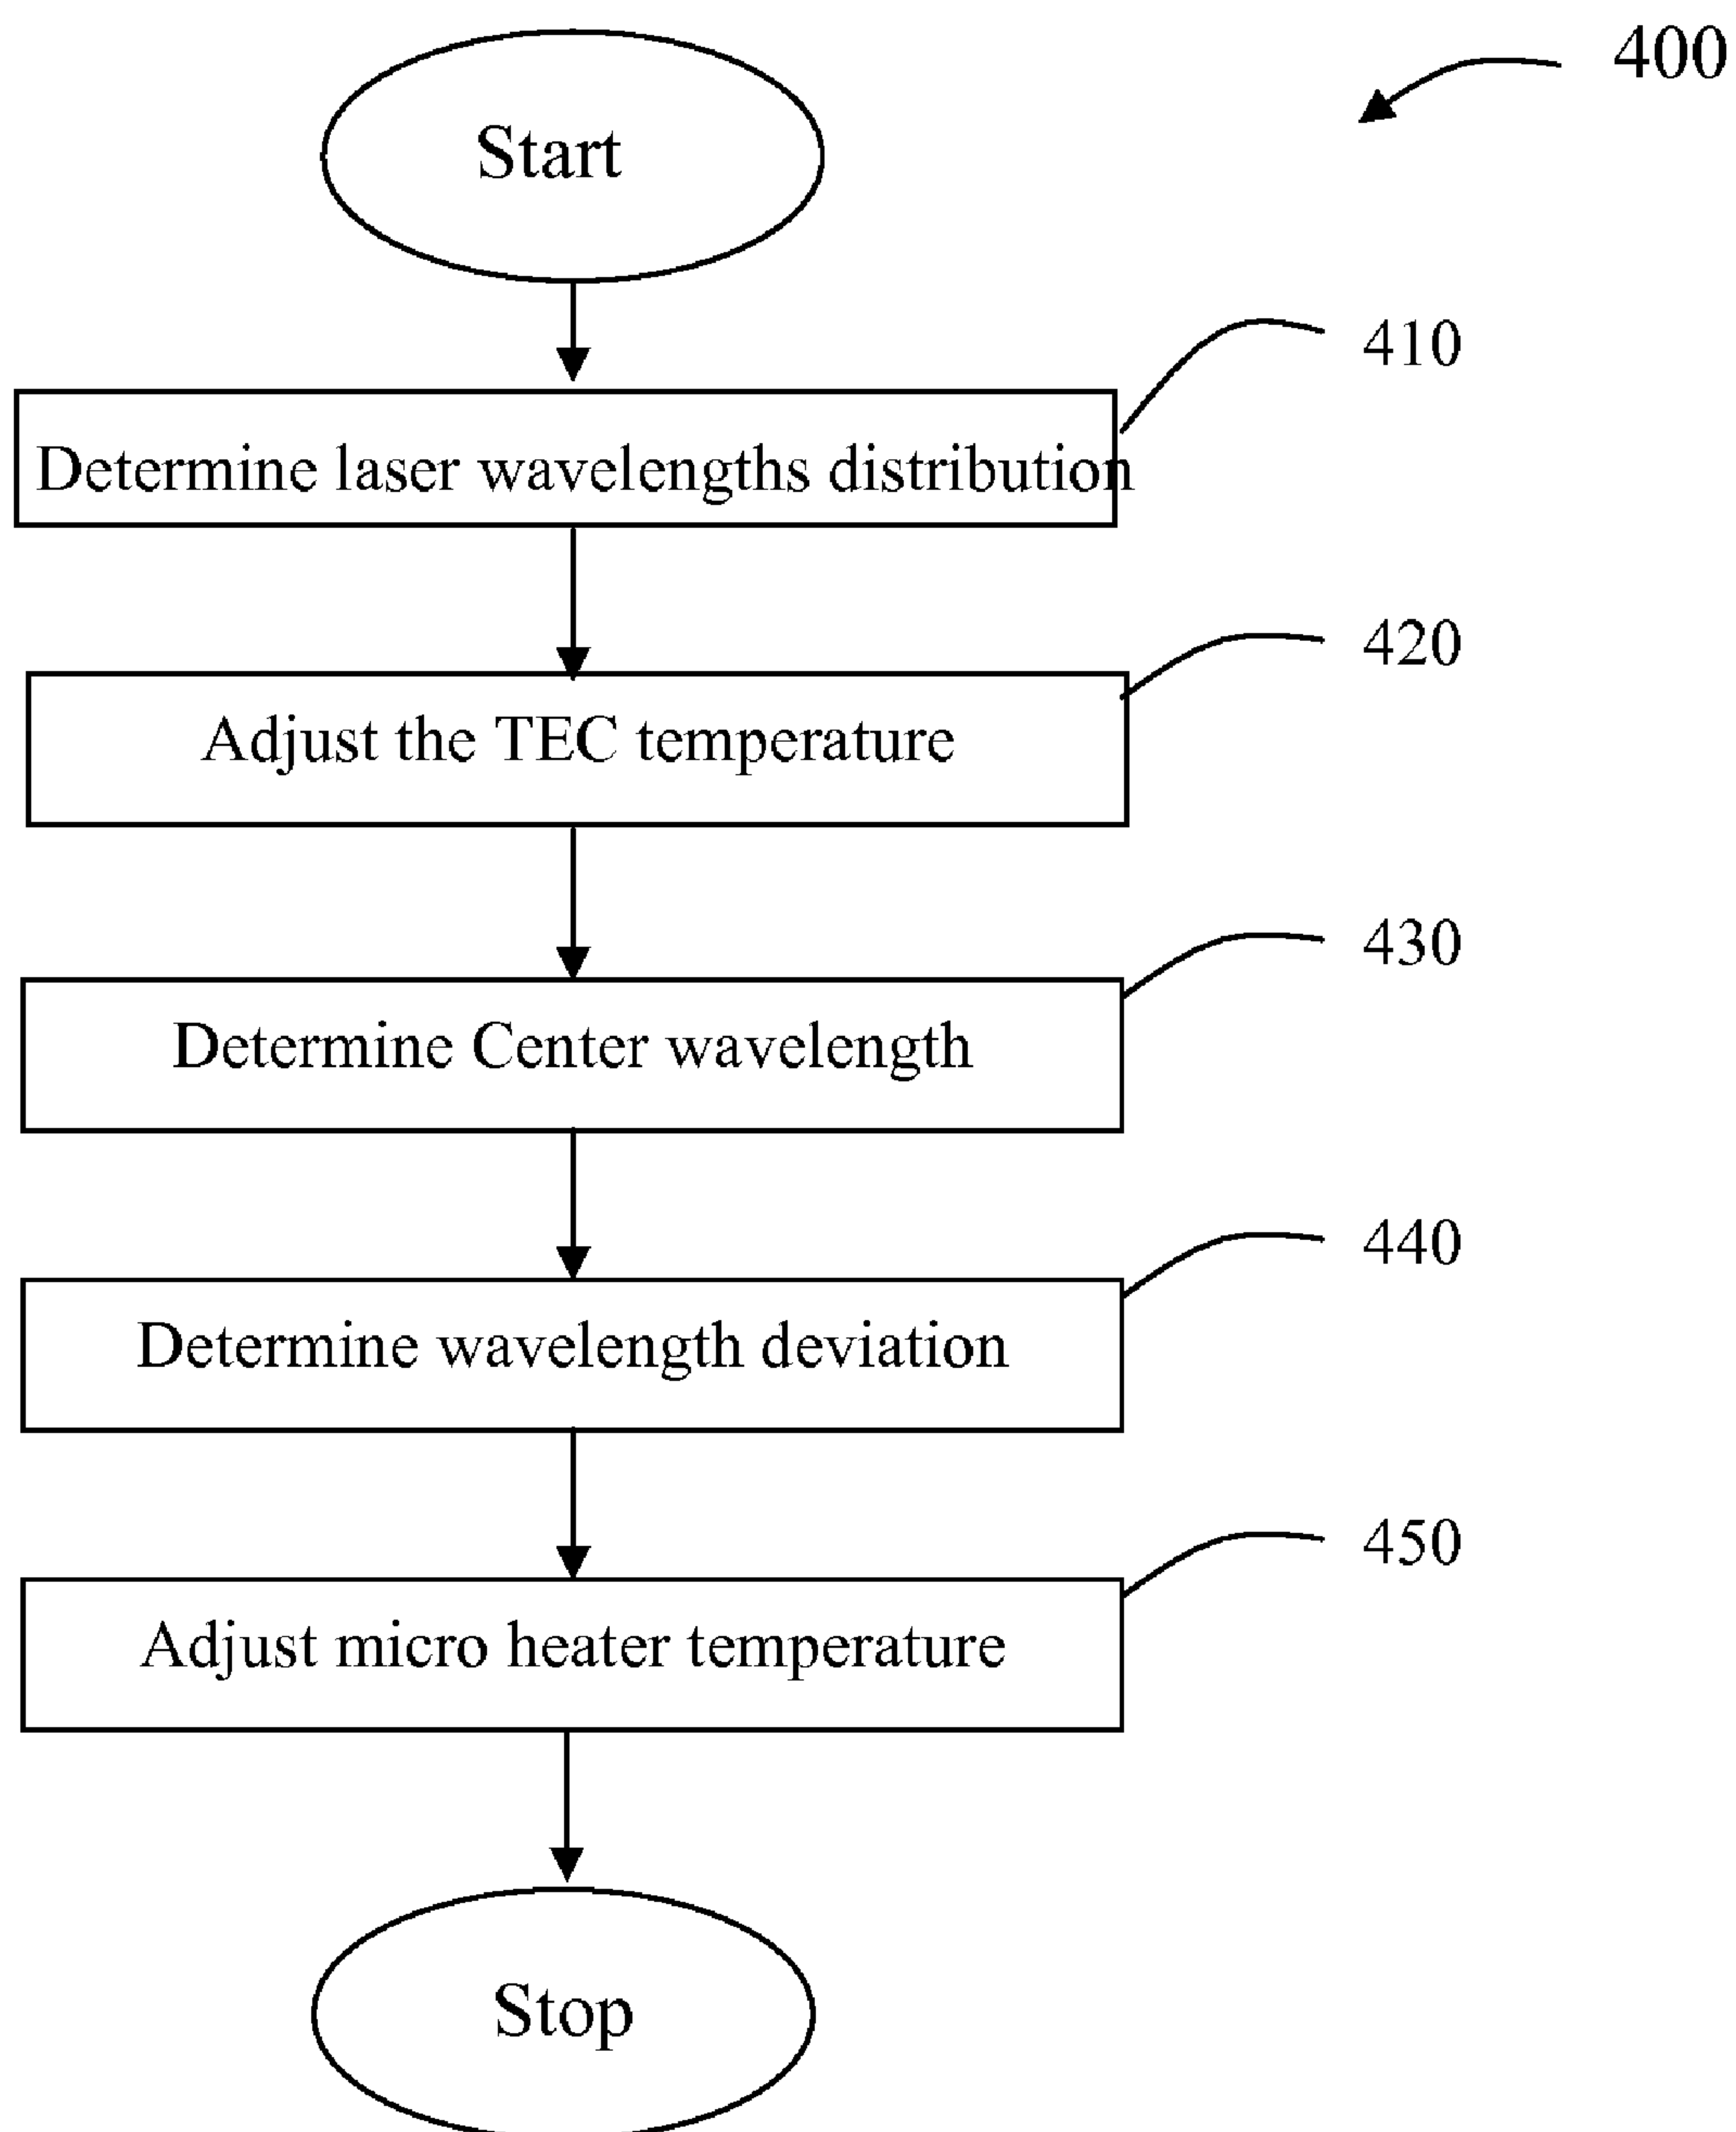 400
Start
410
Determine laser wavelengths distribution
420
Adjust the TEC temperature
430
Determine Center wavelength
440
Determine wavelength deviation
450
Adjust micro heater temperature
Stop